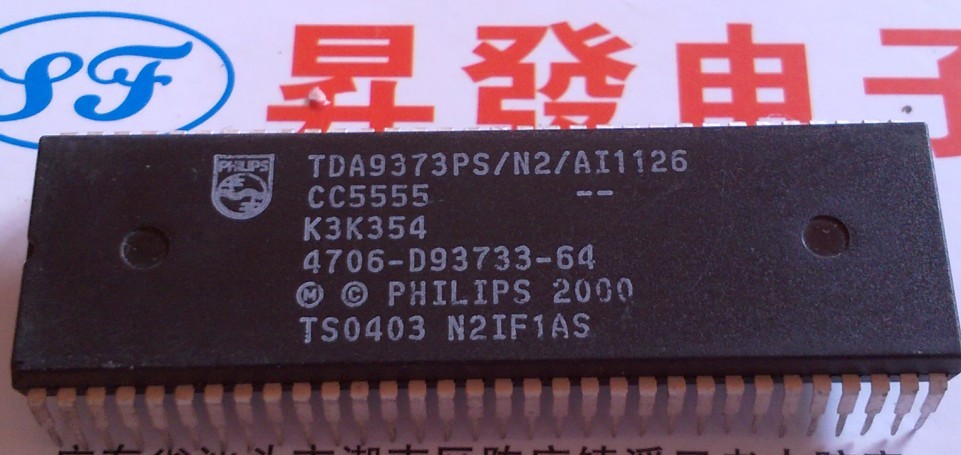 SF
昇發电子
PHILIPS
TDA9373PS/N2/AI1126
CC5555 --
K3K354
4706-D93733-64
Ⓜ © PHILIPS 2000
TS0403 N2IF1AS